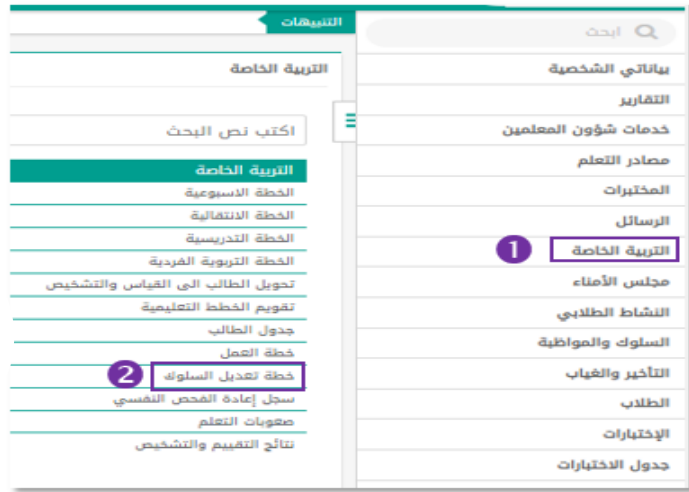 ابحث
بياناتي الشخصية
التقارير
خدمات شؤون المعلمين
مصادر التعلم
المختبرات
الرسائل
التربية الخاصة
1
مجلس الأمناء
النشاط الطلابي
السلوك والمواظبة
التأخير والغياب
الطلاب
الإختبارات
جدول الاختبارات
التنبيهات
التربية الخاصة
اكتب نص البحث
التربية الخاصة
الخطة الاسبوعية
الخطة الانتقالية
الخطة التدريسية
الخطة التربوية الفردية
تحويل الطالب الى القياس والتشخيص
تقويم الخطط التعليمية
جدول الطالب
خطة العمل
خطة تعديل السلوك
2
سجل إعادة الفحص النفسي
صعوبات التعلم
نتائج التقييم والتشخيص